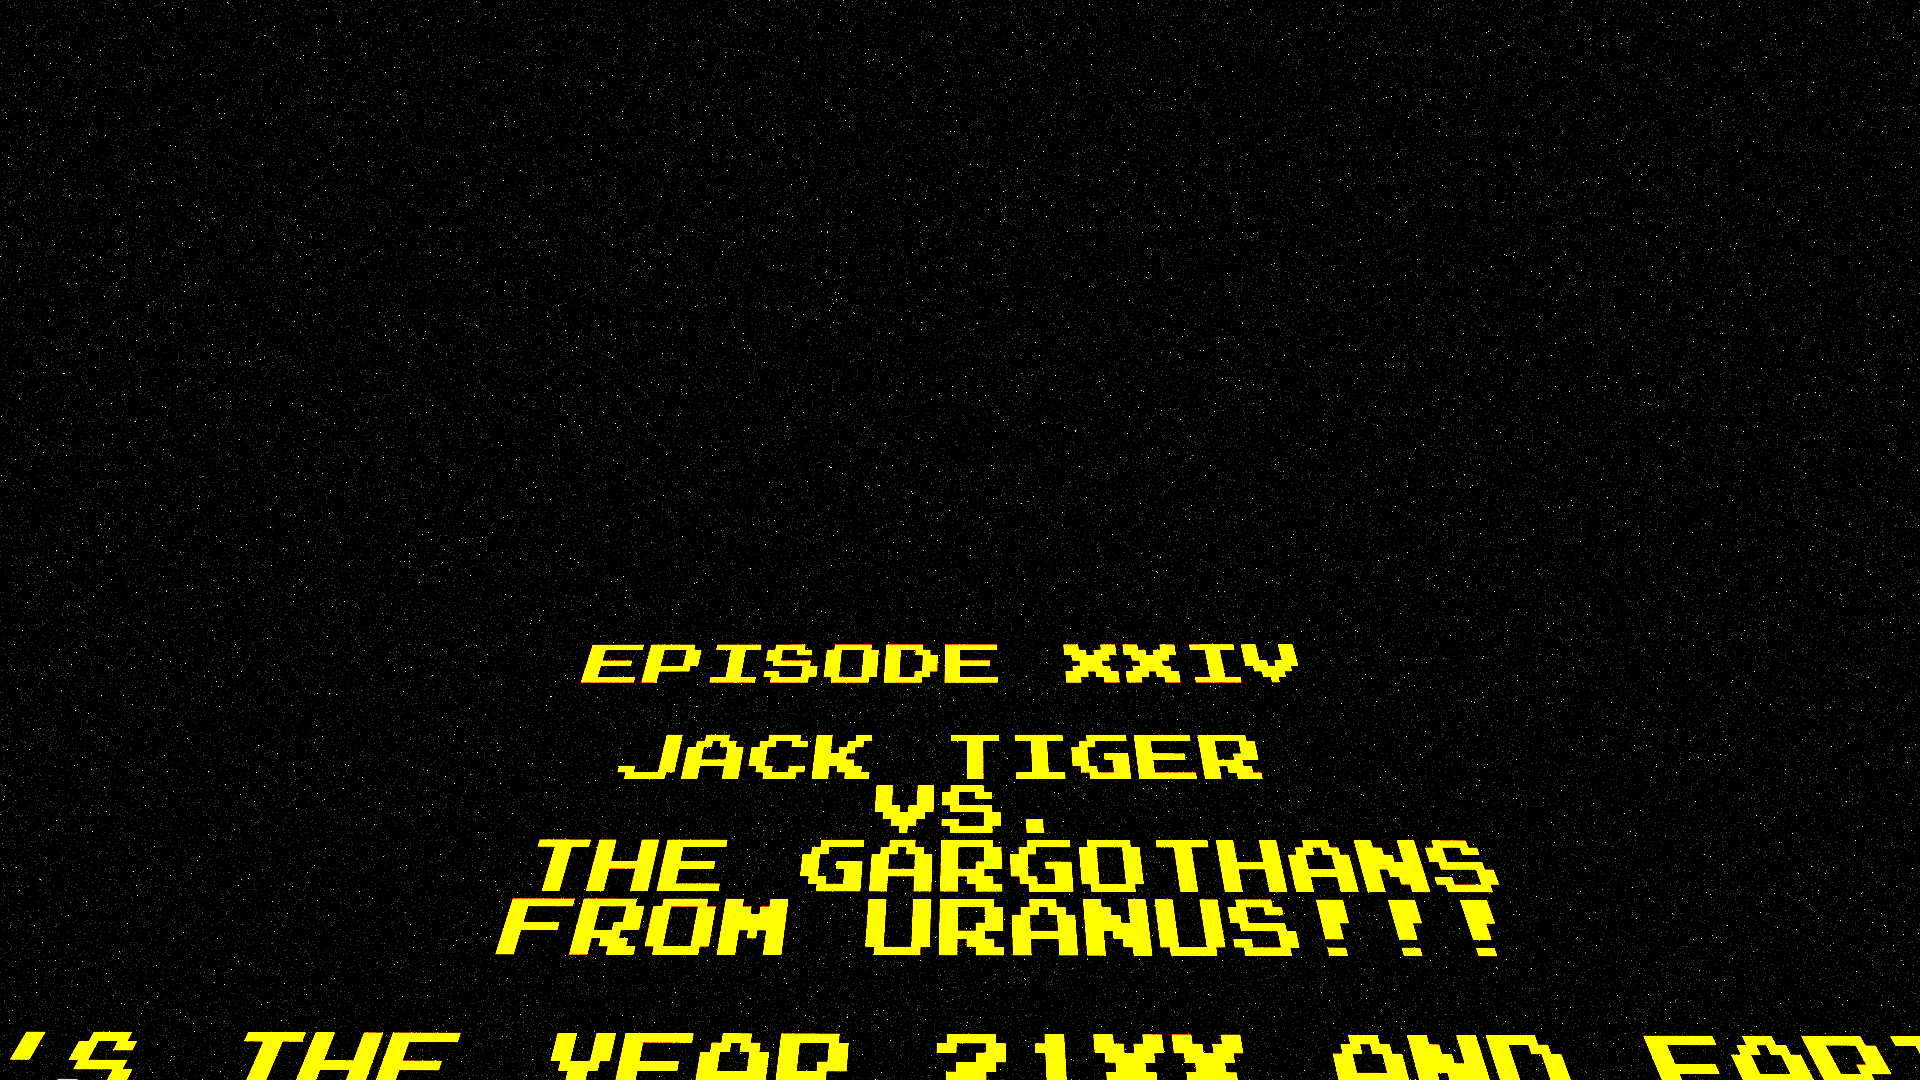 EPISODE XXIV
JACK TIGER
VS.
THE GARGOTHANS
FROM URANUS!!!
'S THE YEAR 21XX AND